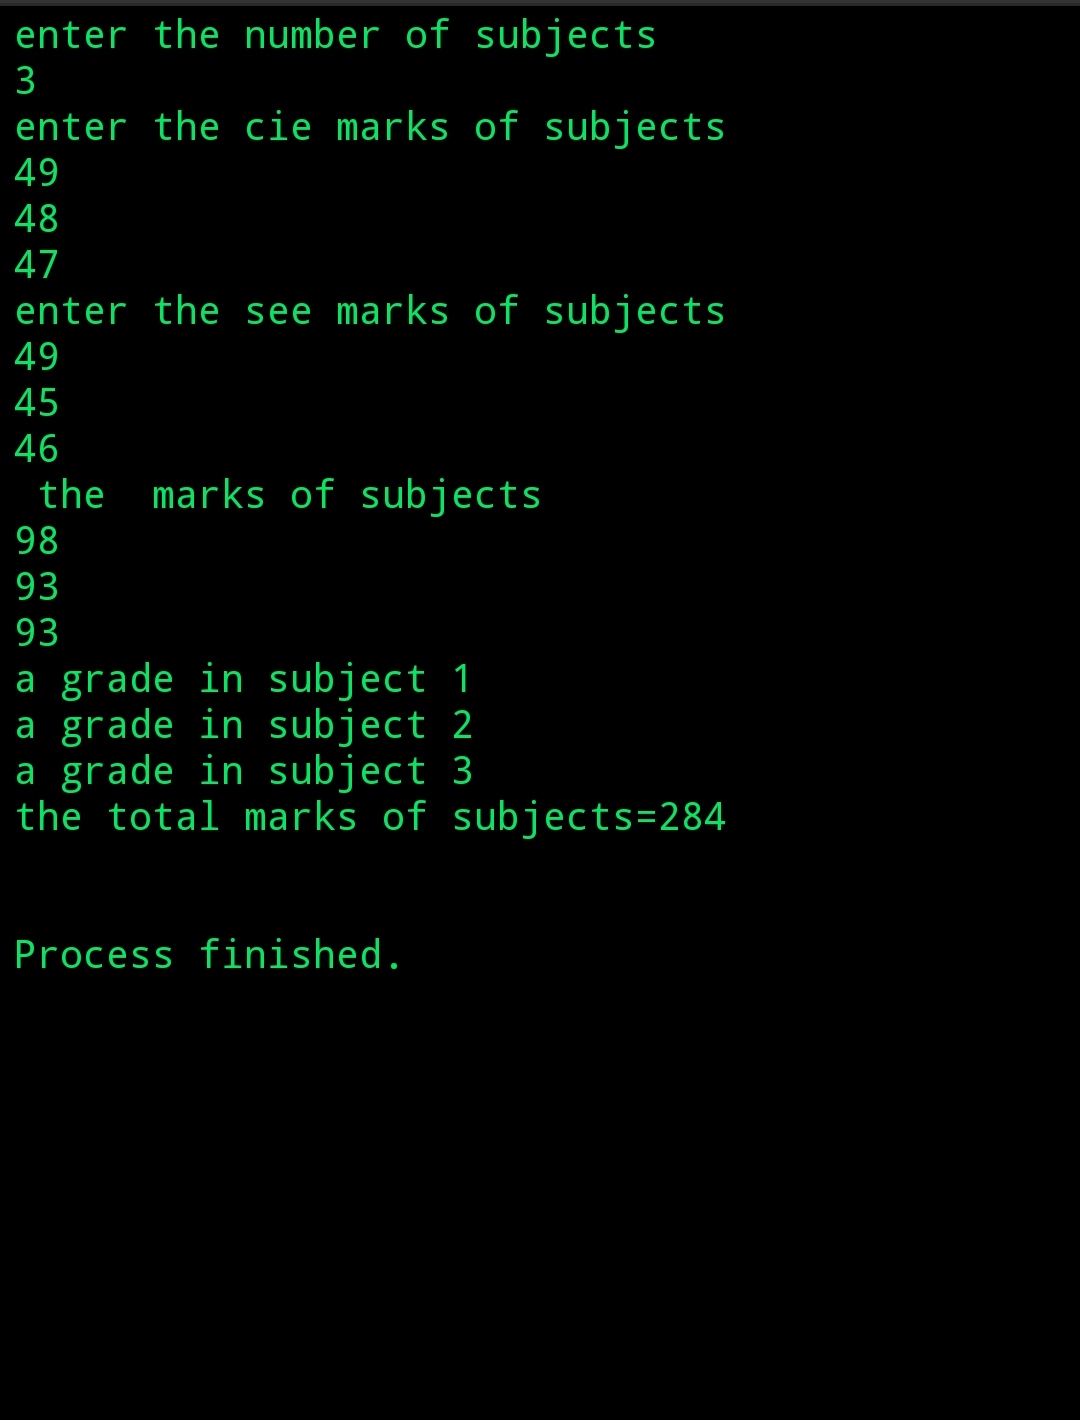 enter the number of subjects
3
enter the cie marks of subjects
49
48
47
enter the see marks of subjects
49
45
46
 the  marks of subjects
98
93
93
a grade in subject 1
a grade in subject 2
a grade in subject 3
the total marks of subjects=284
Process finished.